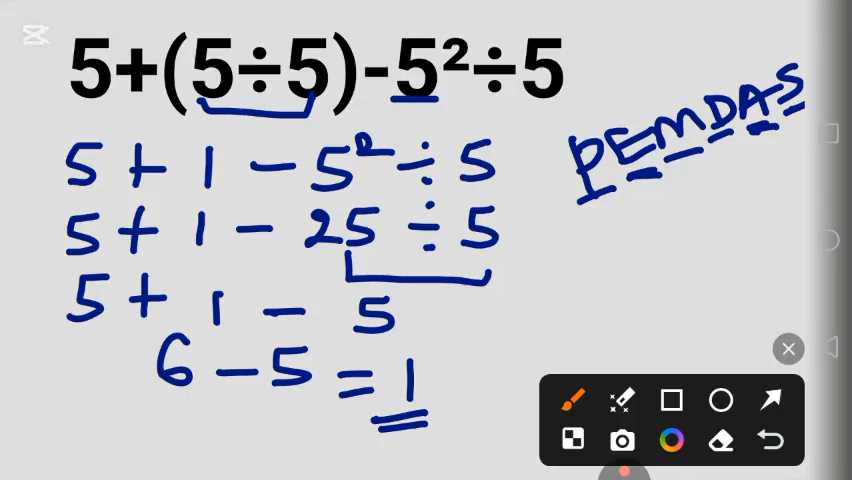 5+(5÷5)-5²÷5
PEMDAS
5 + 1 - 5² ÷ 5
5 + 1 - 25 ÷ 5
5 + 1 - 5
6 - 5 = 1